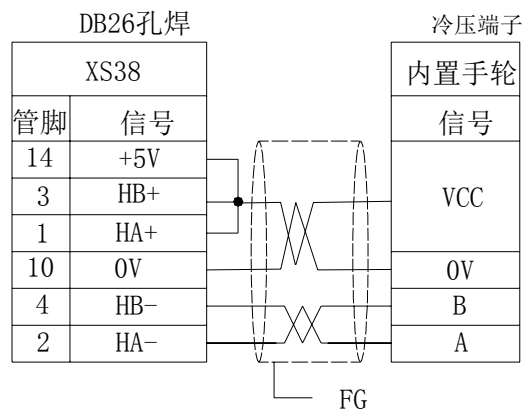 DB26孔焊
冷压端子
XS38
内置手轮
管脚 信号
信号
14 +5V
3 HB+
VCC
1 HA+
10 0V
0V
4 HB-
B
2 HA-
A
FG